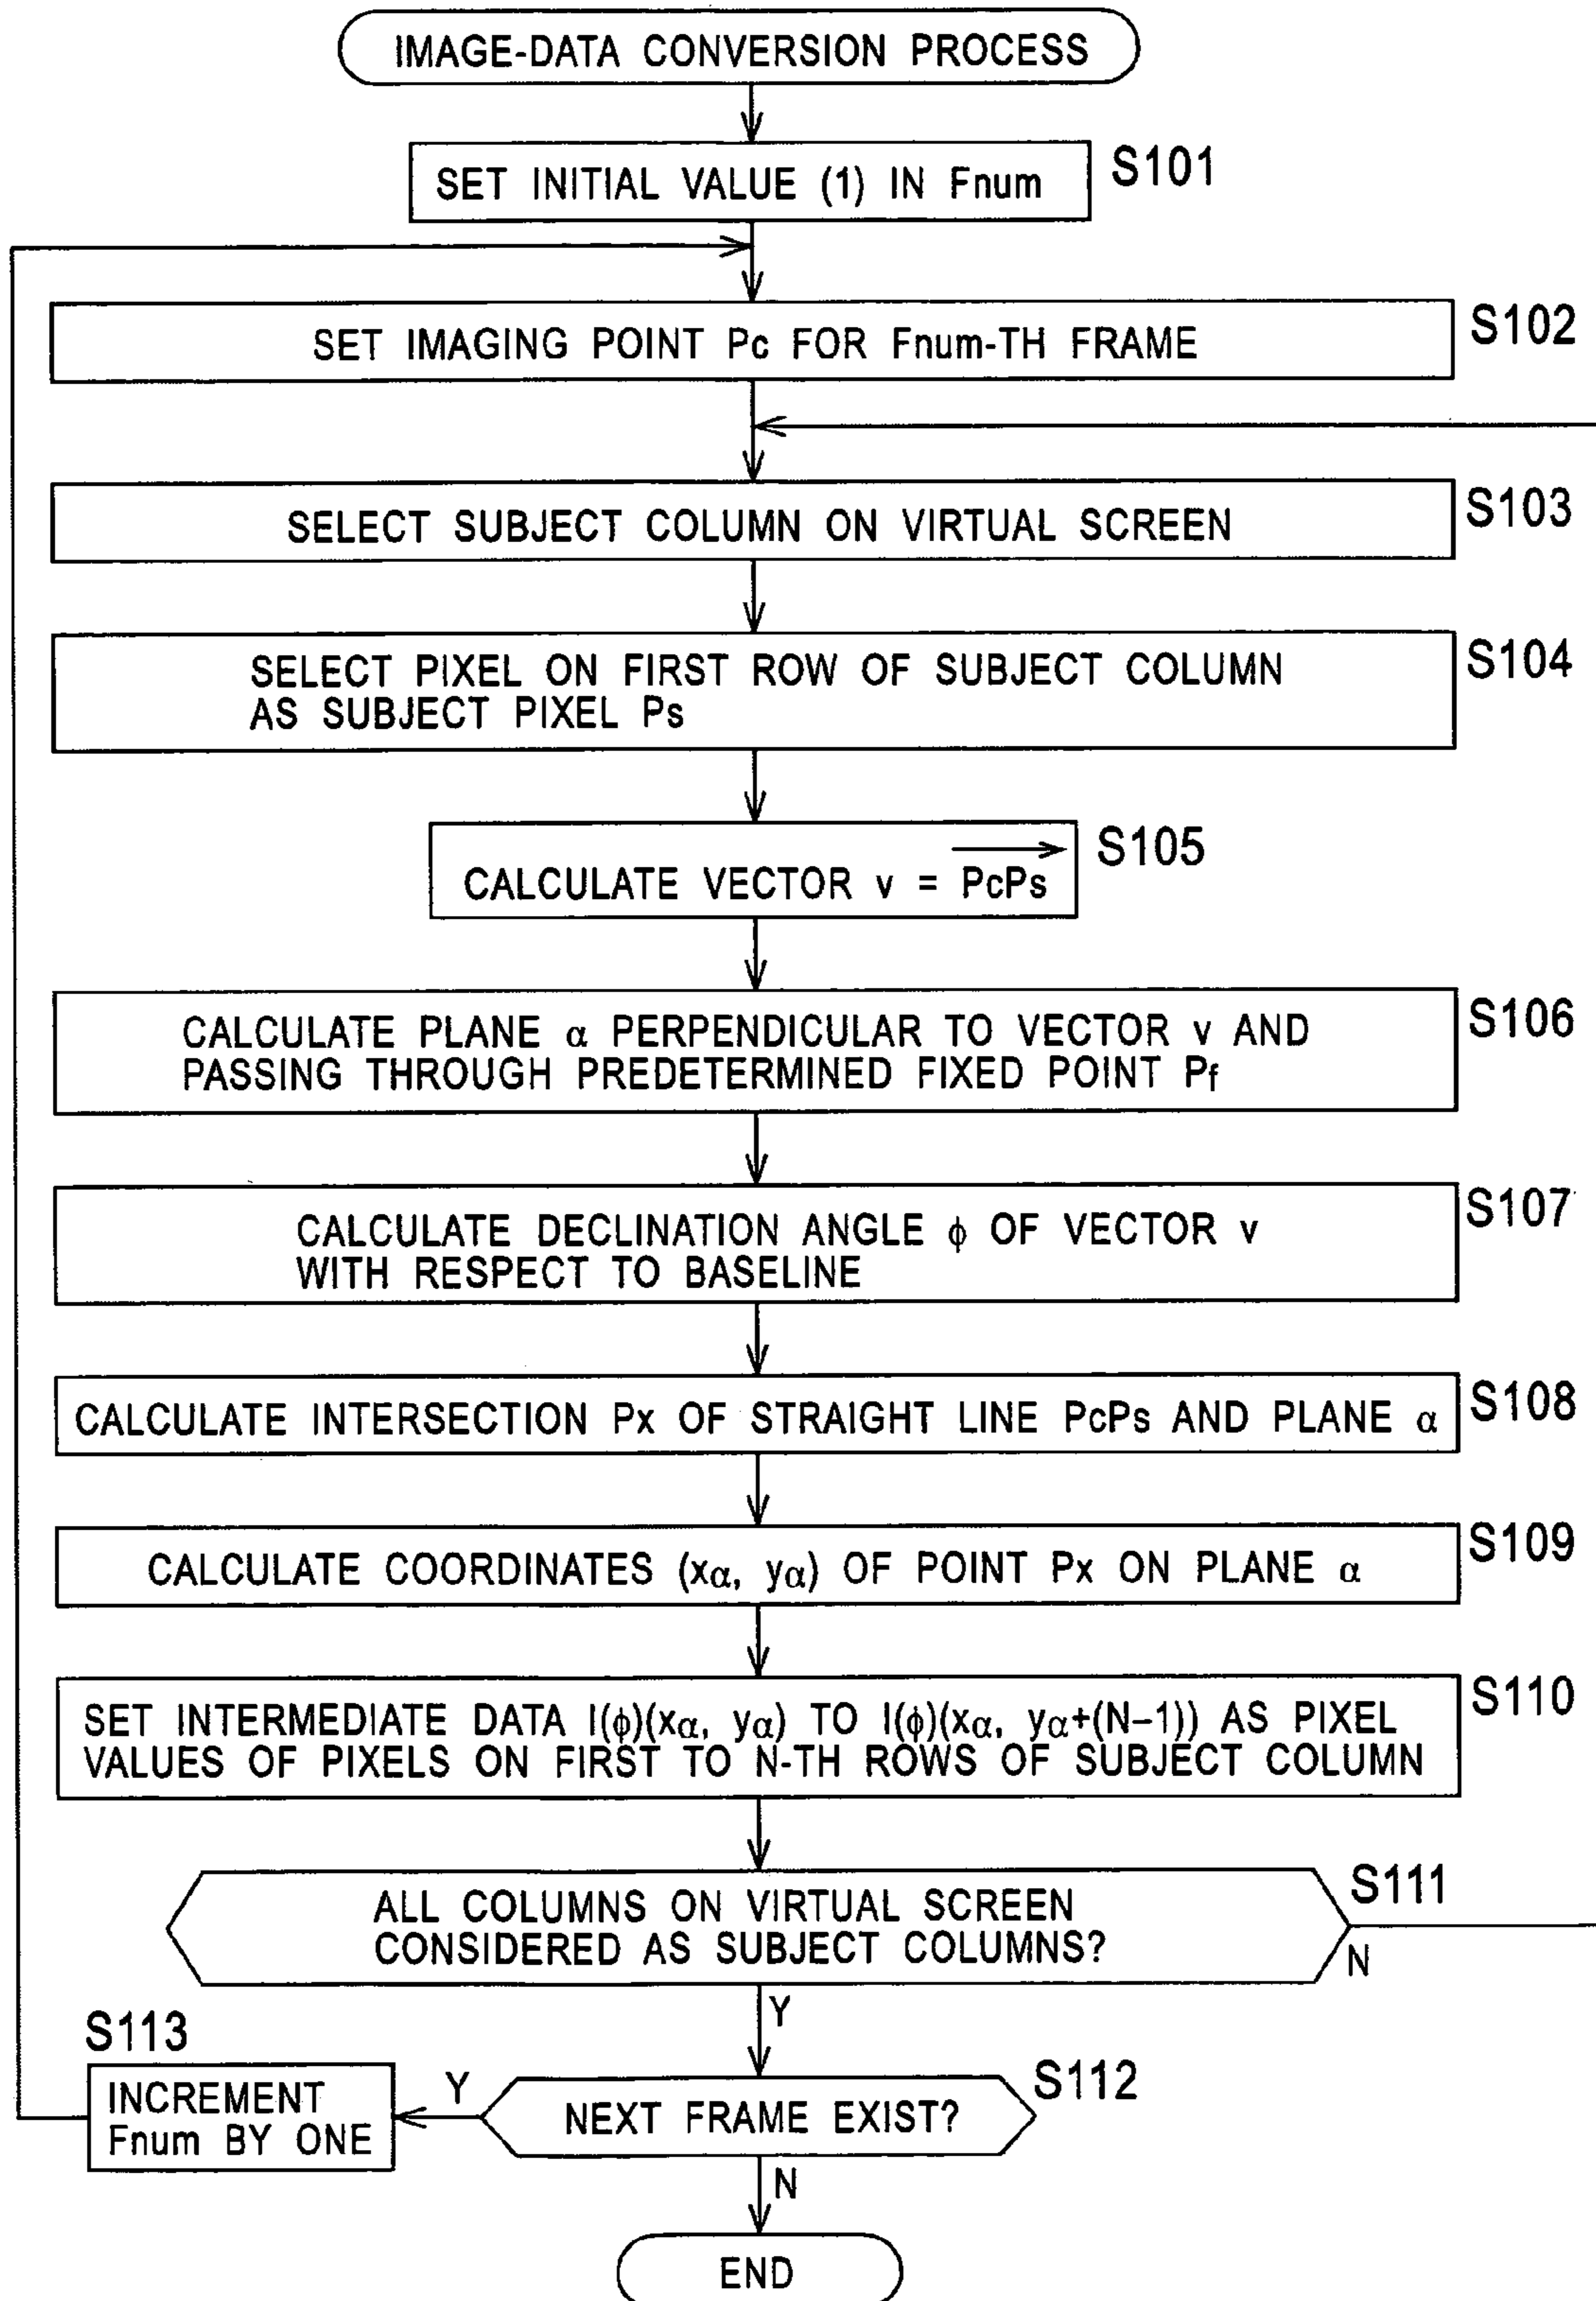 IMAGE-DATA CONVERSION PROCESS
SET INITIAL VALUE (1) IN Fnum
S101
SET IMAGING POINT Pc FOR Fnum-TH FRAME
S102
SELECT SUBJECT COLUMN ON VIRTUAL SCREEN
S103
SELECT PIXEL ON FIRST ROW OF SUBJECT COLUMN
AS SUBJECT PIXEL Ps
S104
CALCULATE VECTOR v = PcPs
S105
CALCULATE PLANE α PERPENDICULAR TO VECTOR v AND
PASSING THROUGH PREDETERMINED FIXED POINT Pf
S106
CALCULATE DECLINATION ANGLE ϕ OF VECTOR v
WITH RESPECT TO BASELINE
S107
CALCULATE INTERSECTION Px OF STRAIGHT LINE PcPs AND PLANE α
S108
CALCULATE COORDINATES (xα, yα) OF POINT Px ON PLANE α
S109
SET INTERMEDIATE DATA I(ϕ)(xα, yα) TO I(ϕ)(xα, yα+(N−1)) AS PIXEL
VALUES OF PIXELS ON FIRST TO N-TH ROWS OF SUBJECT COLUMN
S110
ALL COLUMNS ON VIRTUAL SCREEN
CONSIDERED AS SUBJECT COLUMNS?
S111
N
Y
S113
INCREMENT
Fnum BY ONE
Y
NEXT FRAME EXIST?
S112
N
END